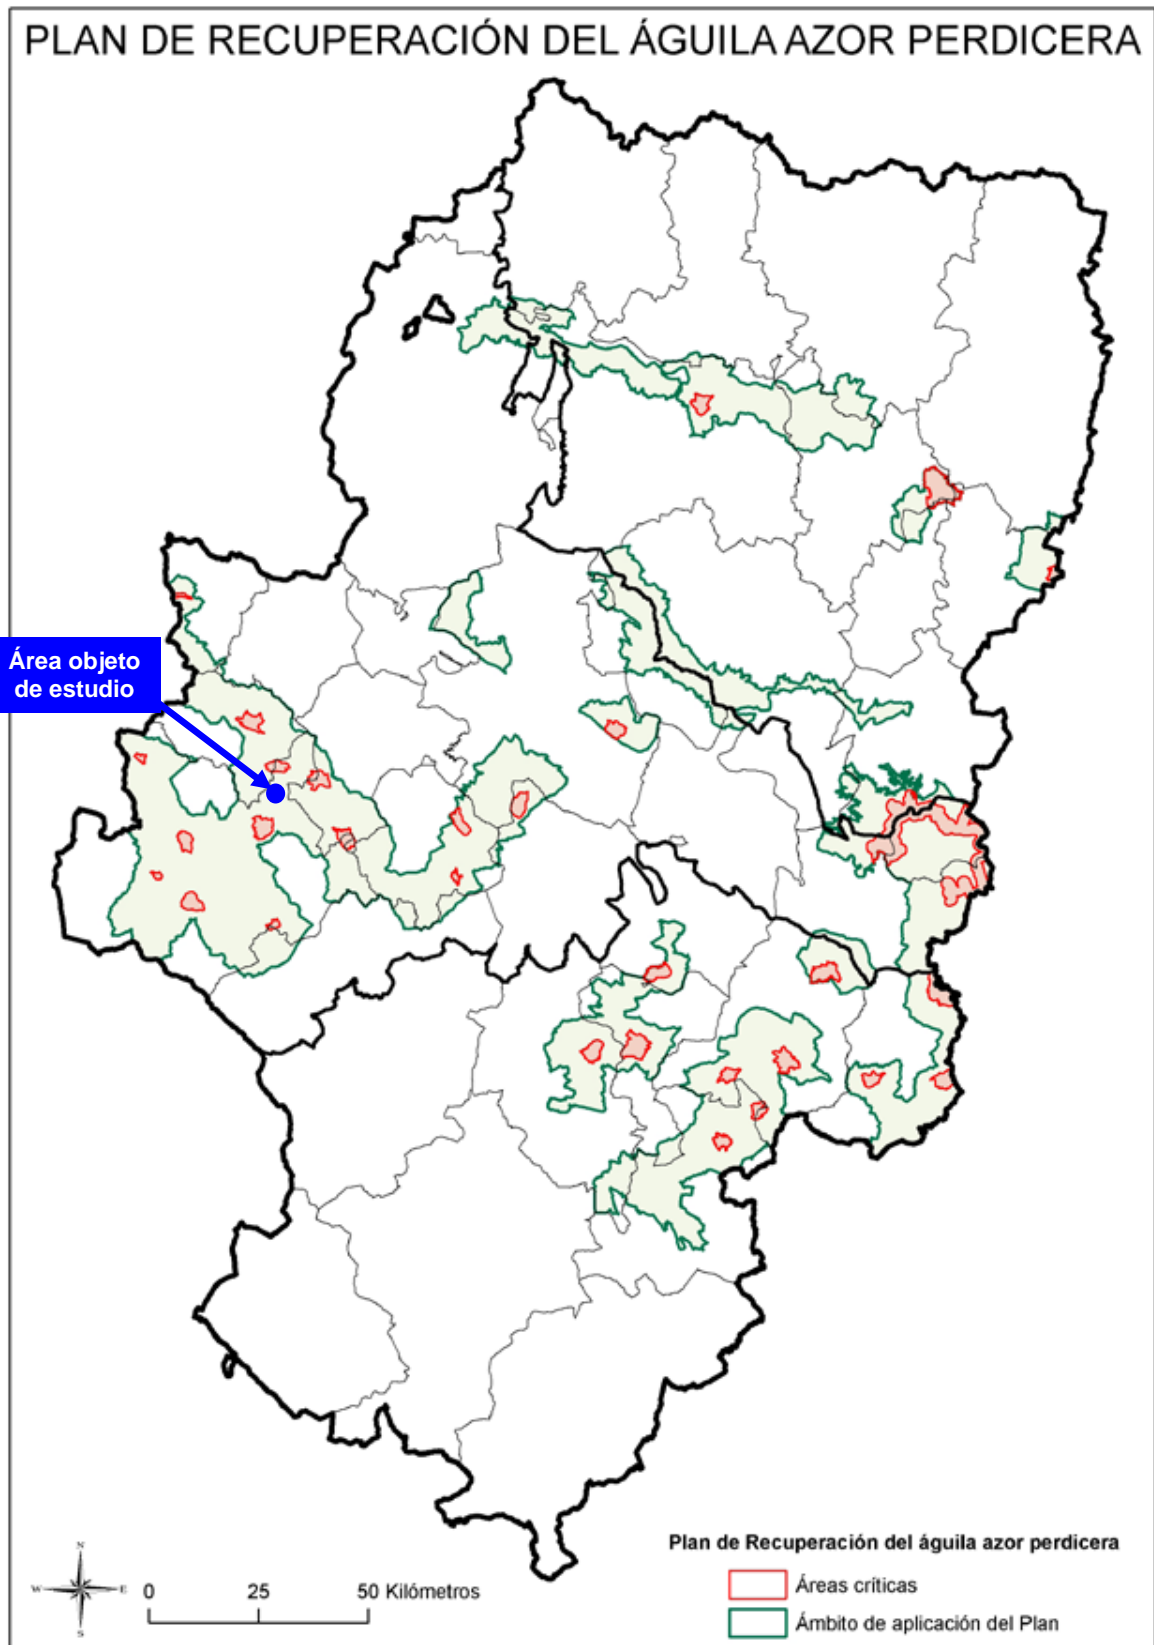 PLAN DE RECUPERACIÓN DEL ÁGUILA AZOR PERDICERA
Área objeto
de estudio
N
W
E
S
0
25
50 Kilómetros
Plan de Recuperación del águila azor perdicera
Áreas críticas
Ámbito de aplicación del Plan